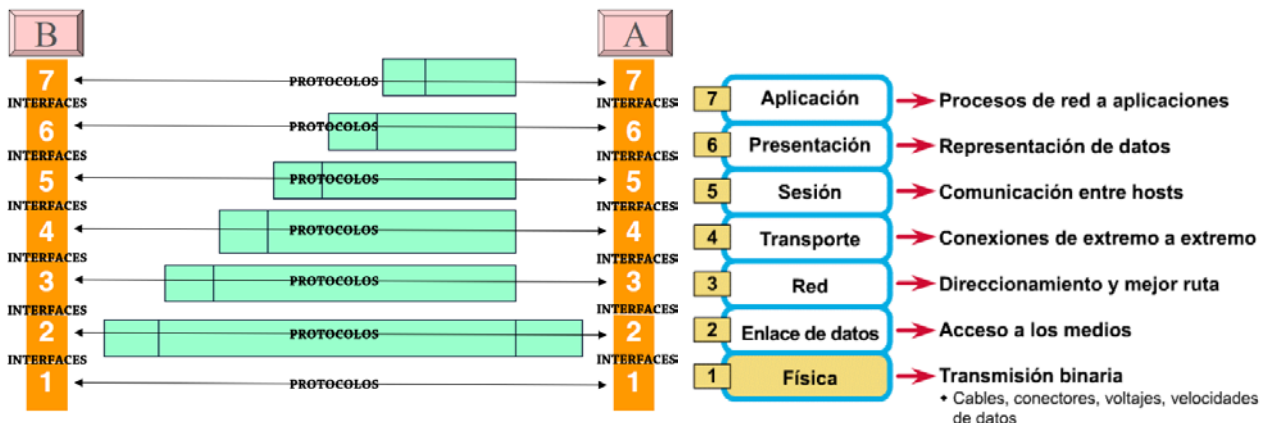 B
A
7
PROTOCOLOS
7
INTERFACES
INTERFACES
6
PROTOCOLOS
6
INTERFACES
INTERFACES
5
PROTOCOLOS
5
INTERFACES
INTERFACES
4
PROTOCOLOS
4
INTERFACES
INTERFACES
3
PROTOCOLOS
3
INTERFACES
INTERFACES
2
PROTOCOLOS
2
INTERFACES
INTERFACES
1
PROTOCOLOS
1
7 Aplicación Procesos de red a aplicaciones
6 Presentación Representación de datos
5 Sesión Comunicación entre hosts
4 Transporte Conexiones de extremo a extremo
3 Red Direccionamiento y mejor ruta
2 Enlace de datos Acceso a los medios
1 Física Transmisión binaria
• Cables, conectores, voltajes, velocidades
de datos